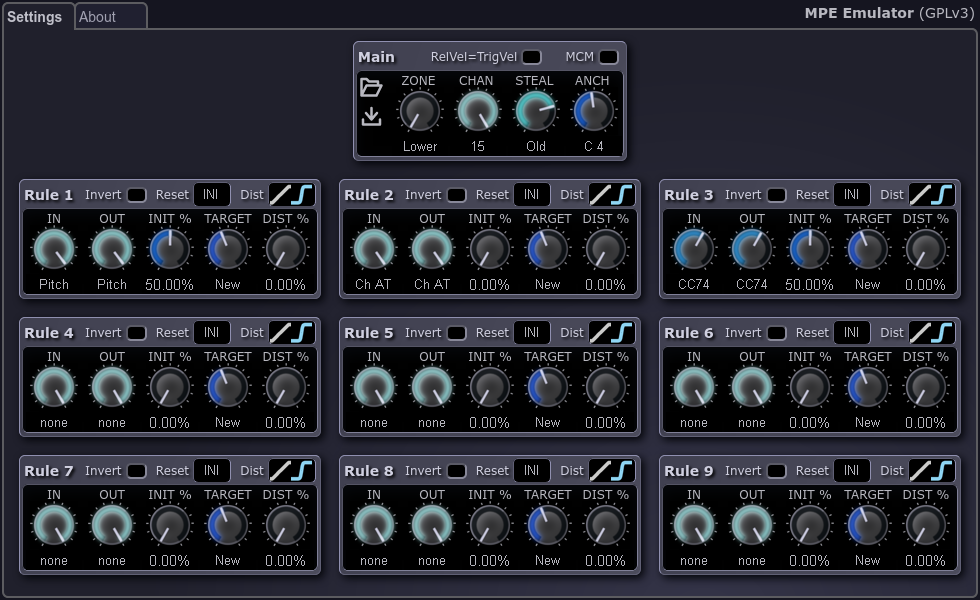 Settings About MPE Emulator (GPLv3)
Main RelVel=TrigVel MCM
ZONE CHAN STEAL ANCH
Lower 15 Old C 4
Rule 1 Invert Reset INI Dist
IN OUT INIT % TARGET DIST %
Pitch Pitch 50.00% New 0.00%
Rule 2 Invert Reset INI Dist
IN OUT INIT % TARGET DIST %
Ch AT Ch AT 0.00% New 0.00%
Rule 3 Invert Reset INI Dist
IN OUT INIT % TARGET DIST %
CC74 CC74 50.00% New 0.00%
Rule 4 Invert Reset INI Dist
IN OUT INIT % TARGET DIST %
none none 0.00% New 0.00%
Rule 5 Invert Reset INI Dist
IN OUT INIT % TARGET DIST %
none none 0.00% New 0.00%
Rule 6 Invert Reset INI Dist
IN OUT INIT % TARGET DIST %
none none 0.00% New 0.00%
Rule 7 Invert Reset INI Dist
IN OUT INIT % TARGET DIST %
none none 0.00% New 0.00%
Rule 8 Invert Reset INI Dist
IN OUT INIT % TARGET DIST %
none none 0.00% New 0.00%
Rule 9 Invert Reset INI Dist
IN OUT INIT % TARGET DIST %
none none 0.00% New 0.00%